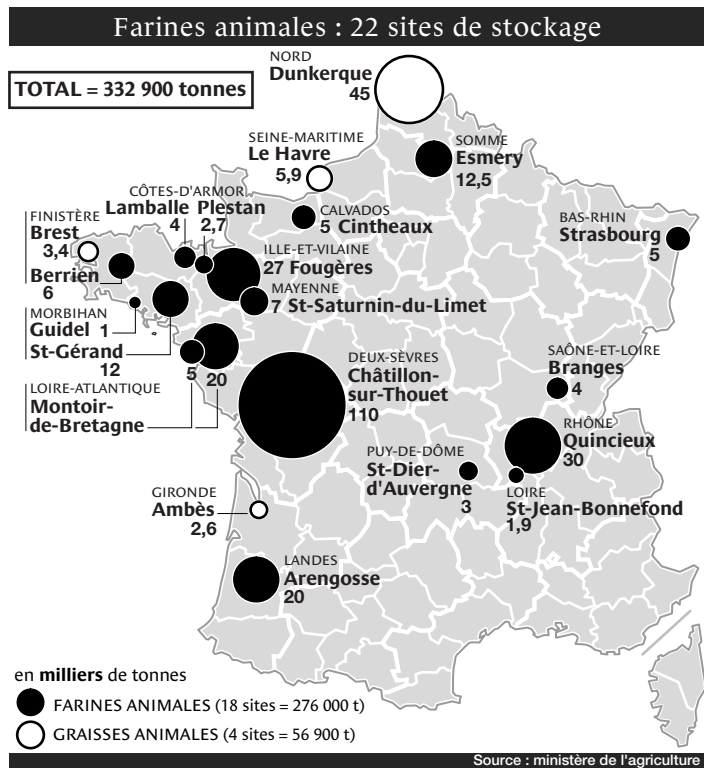 Farines animales : 22 sites de stockage
TOTAL = 332 900 tonnes
NORD
Dunkerque
45
SEINE-MARITIME
Le Havre
5,9
SOMME
Esmery
12,5
CÔTES-D'ARMOR
Lamballe Plestan
4 2,7
CALVADOS
5 Cintheaux
FINISTÈRE
Brest
3,4
Berrien
6
ILLE-ET-VILAINE
27 Fougères
MAYENNE
7 St-Saturnin-du-Limet
BAS-RHIN
Strasbourg
5
MORBIHAN
Guidel 1
St-Gérand
12
LOIRE-ATLANTIQUE
Montoir-
de-Bretagne
5
20
DEUX-SÈVRES
Châtillon-
sur-Thouet
110
SAÔNE-ET-LOIRE
Branges
4
RHÔNE
Quincieux
30
PUY-DE-DÔME
St-Dier-
d'Auvergne
3
LOIRE
St-Jean-Bonnefond
1,9
GIRONDE
Ambès
2,6
LANDES
Arengosse
20
en milliers de tonnes
FARINES ANIMALES (18 sites = 276 000 t)
GRAISSES ANIMALES (4 sites = 56 900 t)
Source : ministère de l'agriculture